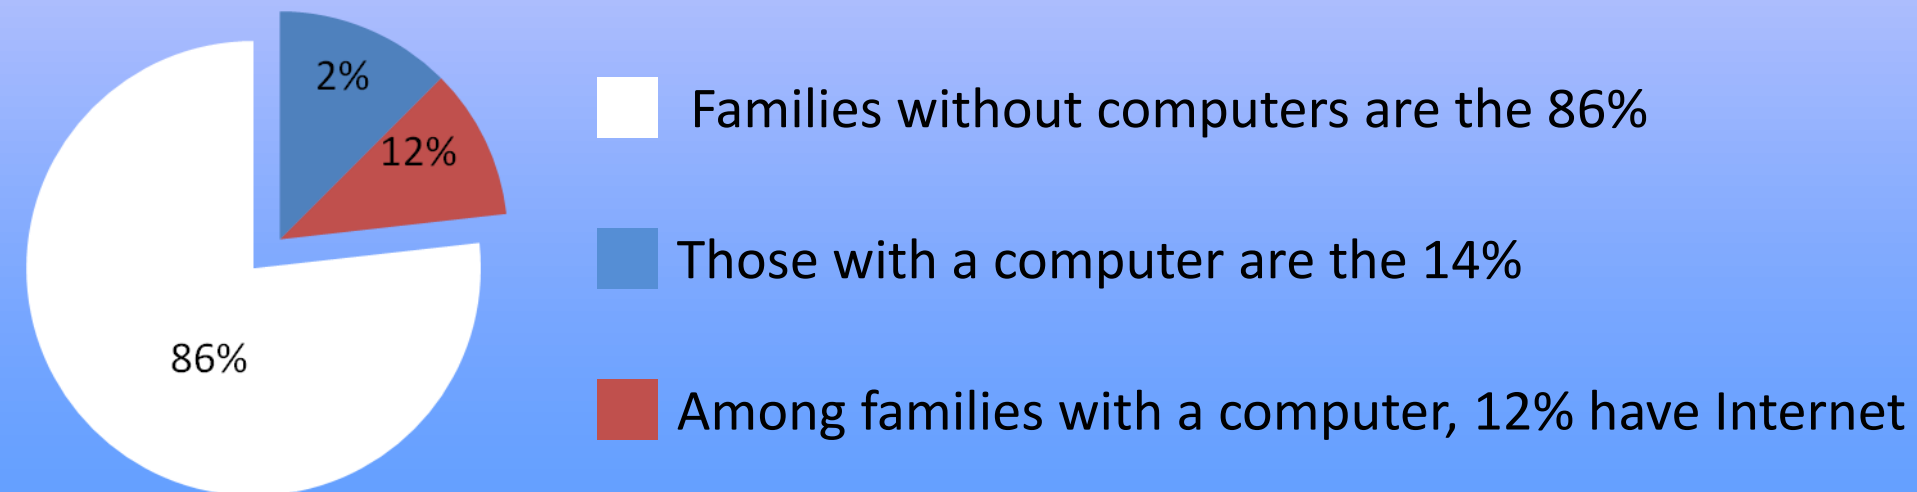 2%
12%
86%
Families without computers are the 86%
Those with a computer are the 14%
Among families with a computer, 12% have Internet